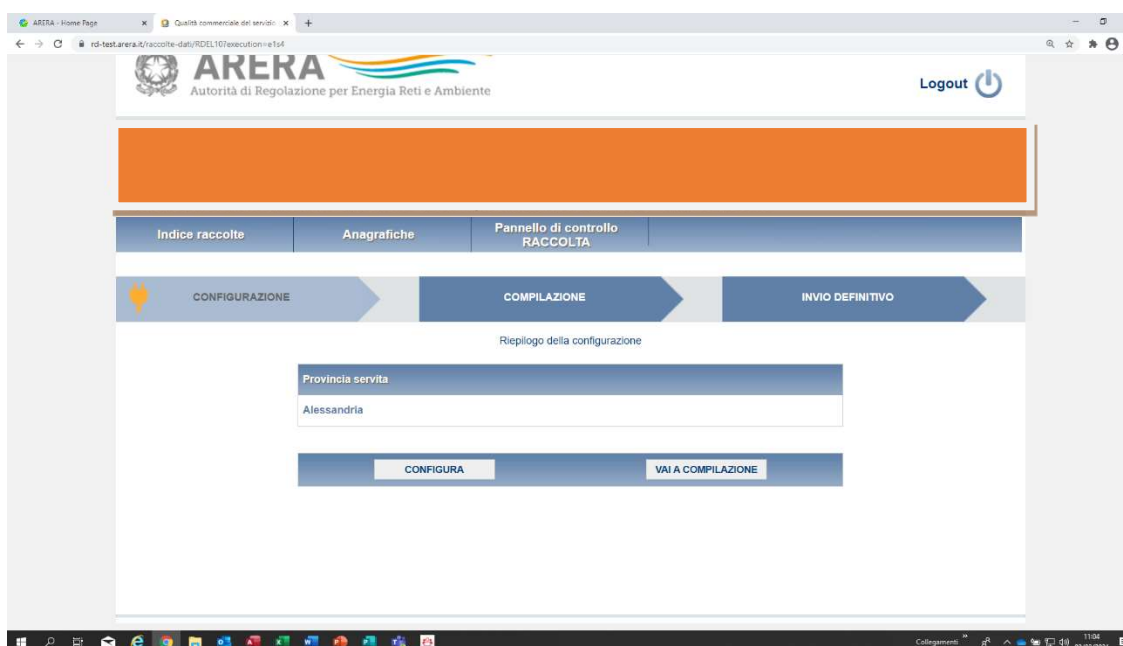 ARERA - Home Page
Qualità commerciale del servizio
rd-test.arera.it/raccolte-dati/RDEL10?execution=e1s4
ARERA
Autorità di Regolazione per Energia Reti e Ambiente
Logout
Indice raccolte
Anagrafiche
Pannello di controllo
RACCOLTA
CONFIGURAZIONE
COMPILAZIONE
INVIO DEFINITIVO
Riepilogo della configurazione
Provincia servita
Alessandria
CONFIGURA
VAI A COMPILAZIONE
Collegamenti
11:04